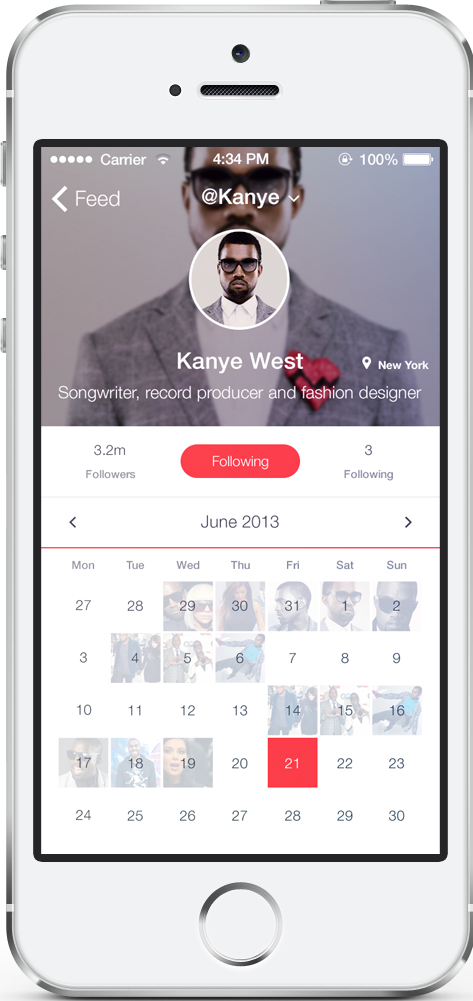 Carrier 4:34 PM 100%
Feed @Kanye
Kanye West New York
Songwriter, record producer and fashion designer
3.2m Following 3
Followers Following
June 2013
Mon Tue Wed Thu Fri Sat Sun
27 28 29 30 31 1 2
3 4 5 6 7 8 9
10 11 12 13 14 15 16
17 18 19 20 21 22 23
24 25 26 27 28 29 30